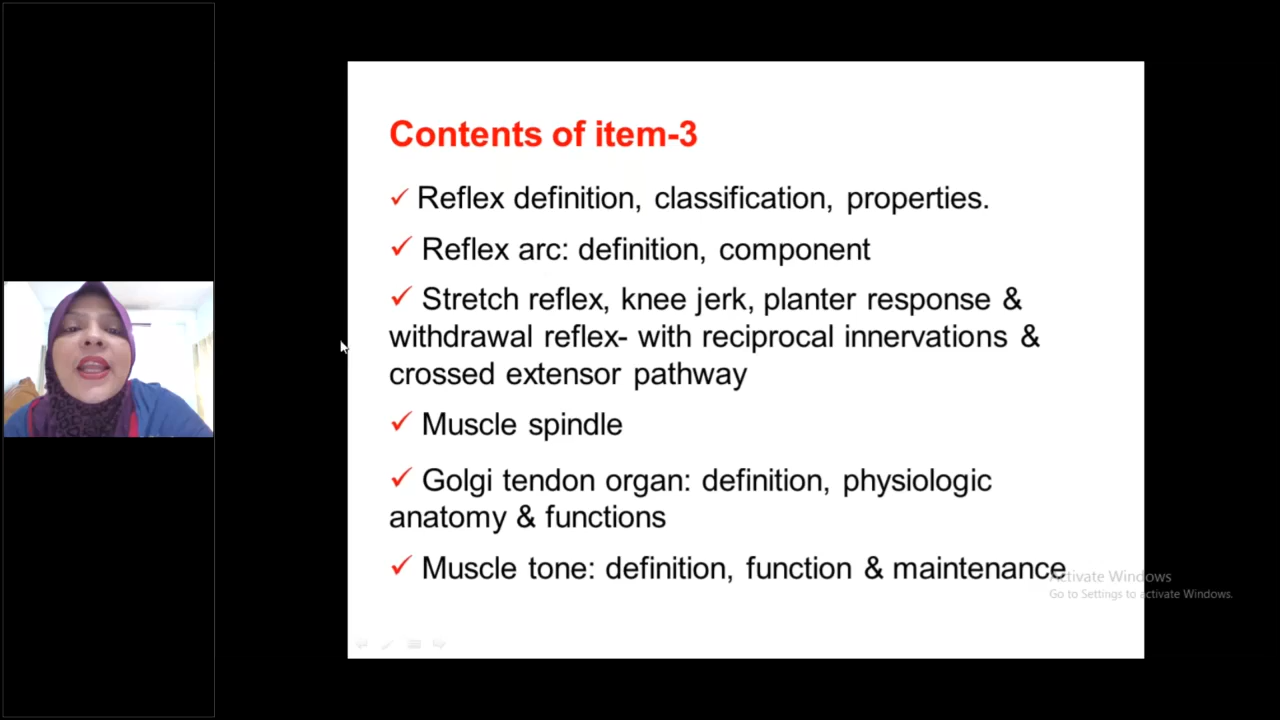 Contents of item-3
✓ Reflex definition, classification, properties.
✓ Reflex arc: definition, component
✓ Stretch reflex, knee jerk, planter response &
withdrawal reflex- with reciprocal innervations &
crossed extensor pathway
✓ Muscle spindle
✓ Golgi tendon organ: definition, physiologic
anatomy & functions
✓ Muscle tone: definition, function & maintenance
Activate Windows
Go to Settings to activate Windows.